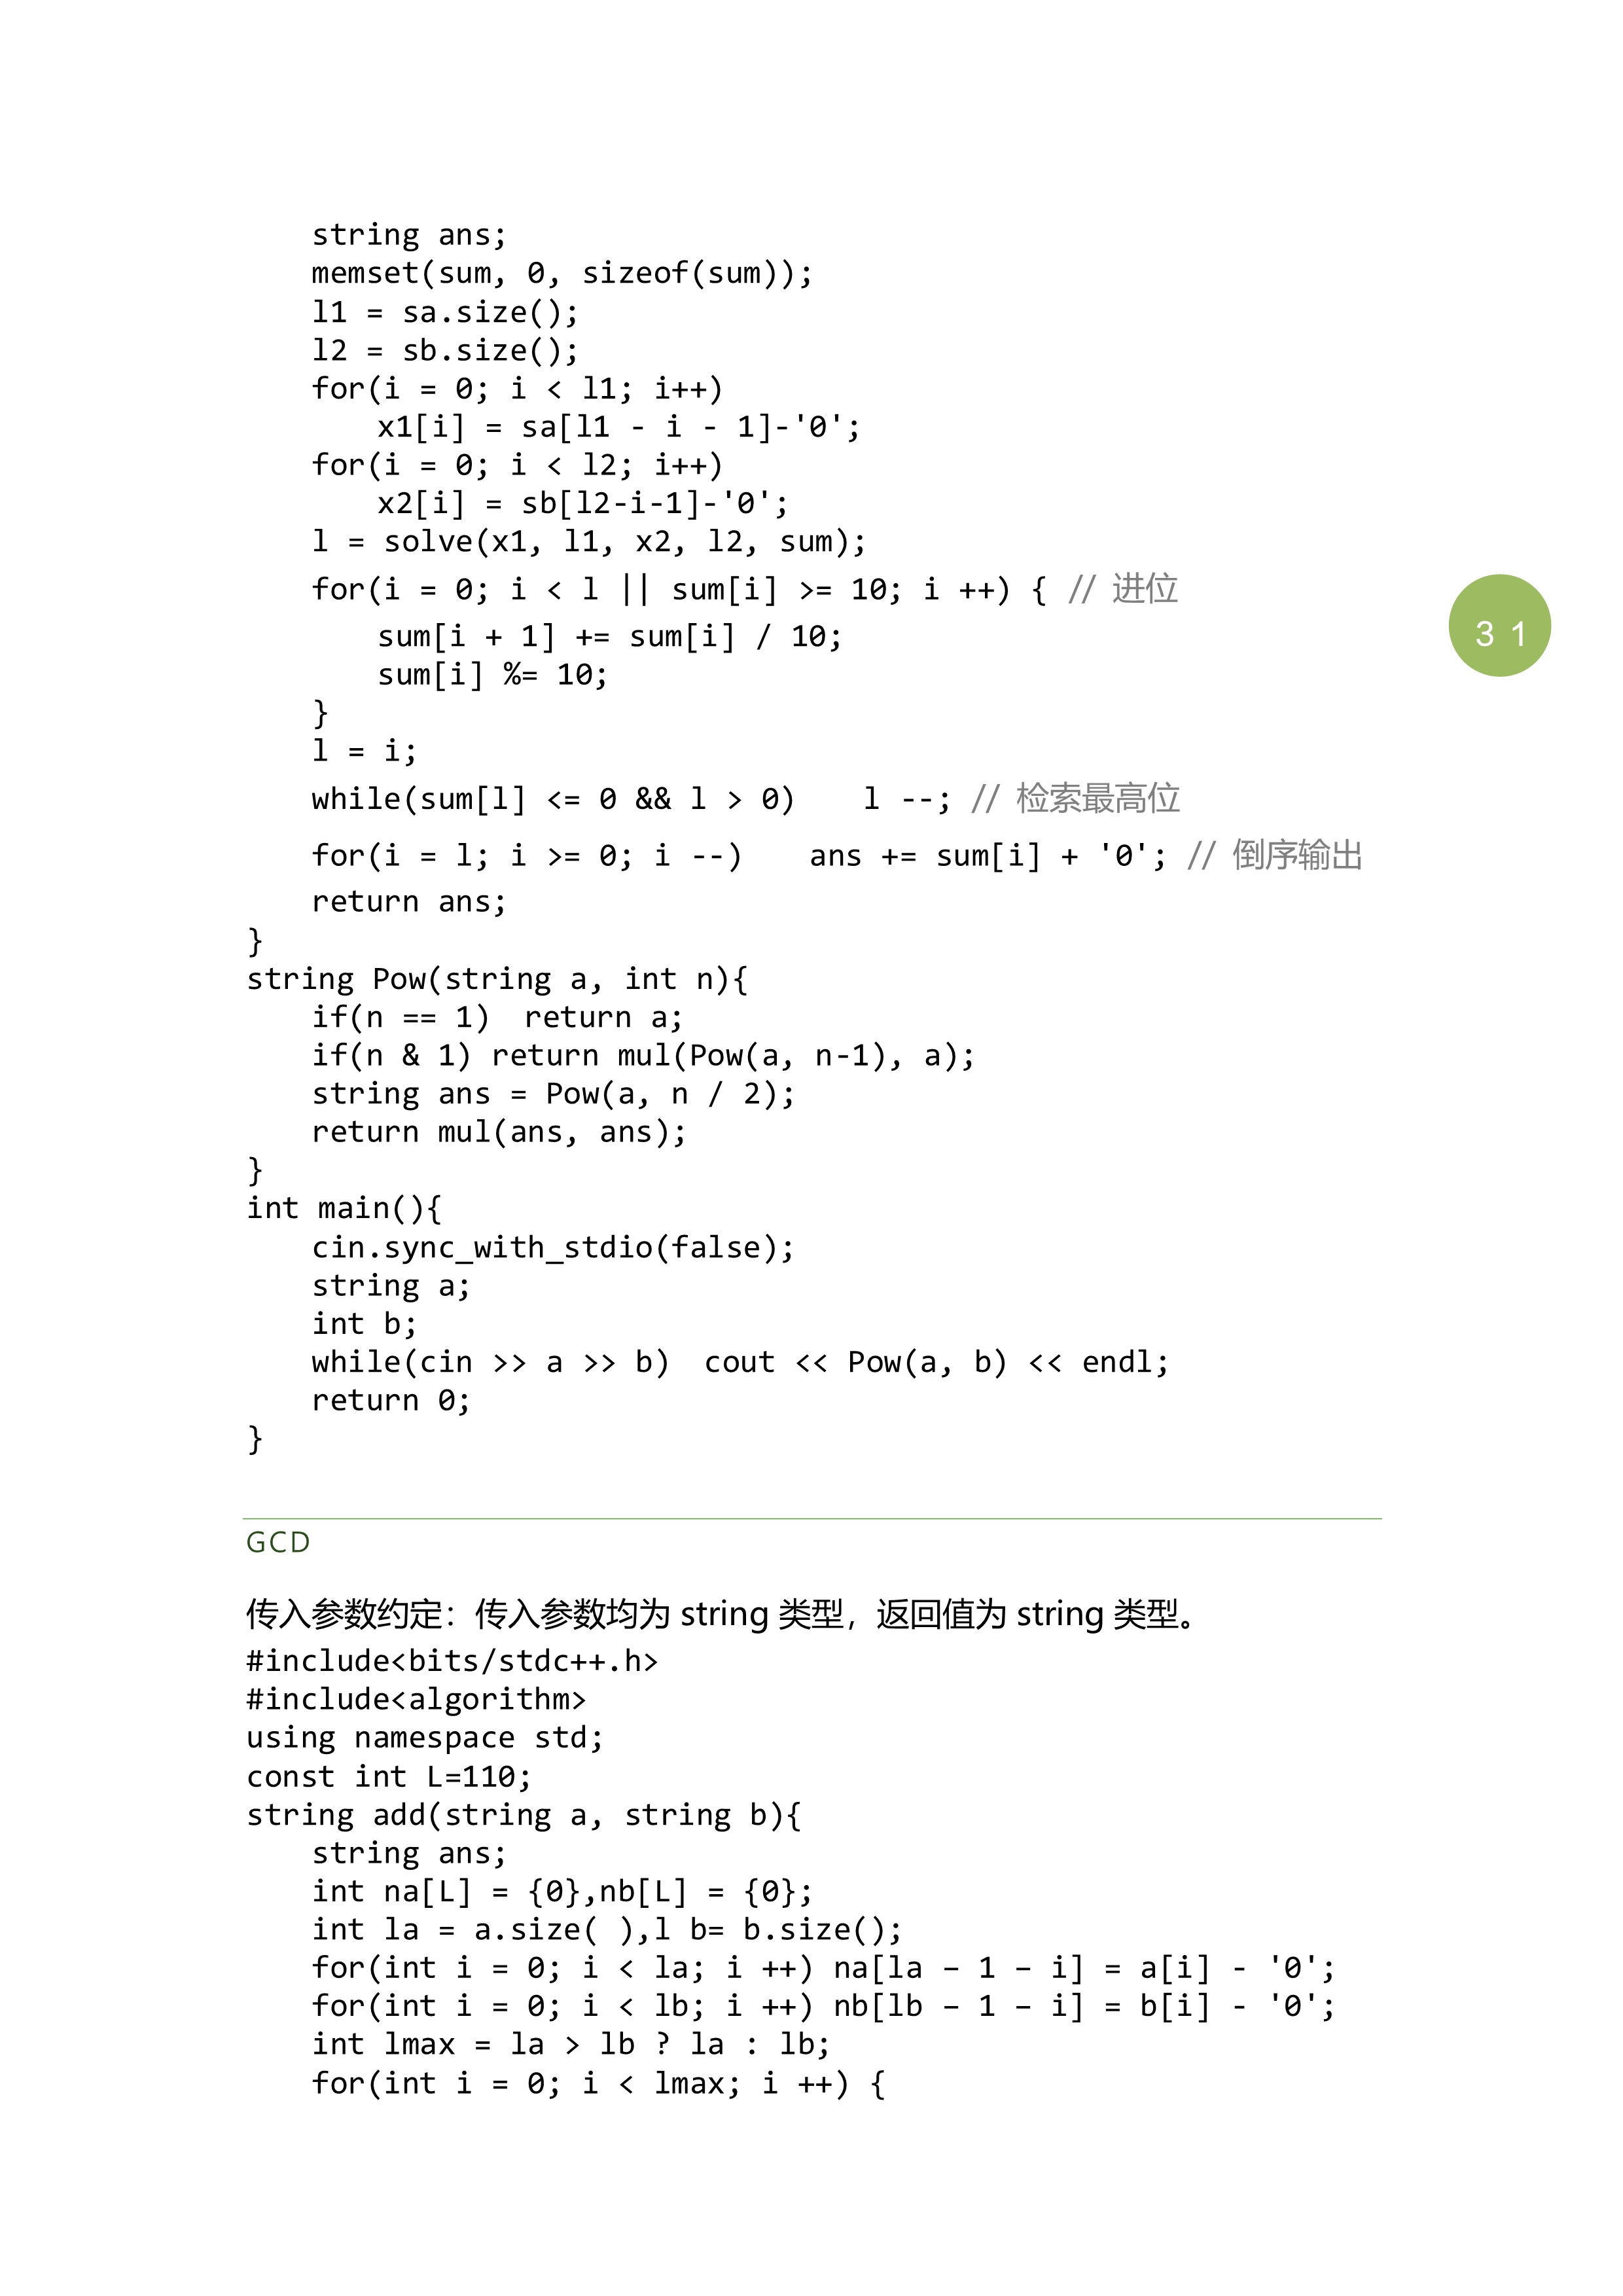 string ans;
memset(sum, 0, sizeof(sum));
l1 = sa.size();
l2 = sb.size();
for(i = 0; i < l1; i++)
x1[i] = sa[l1 - i - 1]-'0';
for(i = 0; i < l2; i++)
x2[i] = sb[l2-i-1]-'0';
l = solve(x1, l1, x2, l2, sum);
for(i = 0; i < l || sum[i] >= 10; i ++) { // 进位
31
sum[i + 1] += sum[i] / 10;
sum[i] %= 10;
}
l = i;
while(sum[l] <= 0 && l > 0)    l --; // 检索最高位
for(i = l; i >= 0; i --)    ans += sum[i] + '0'; // 倒序输出
return ans;
}
string Pow(string a, int n){
if(n == 1)  return a;
if(n & 1) return mul(Pow(a, n-1), a);
string ans = Pow(a, n / 2);
return mul(ans, ans);
}
int main(){
cin.sync_with_stdio(false);
string a;
int b;
while(cin >> a >> b)  cout << Pow(a, b) << endl;
return 0;
}
GCD
传入参数约定：传入参数均为 string 类型，返回值为 string 类型。
#include<bits/stdc++.h>
#include<algorithm>
using namespace std;
const int L=110;
string add(string a, string b){
string ans;
int na[L] = {0},nb[L] = {0};
int la = a.size( ),l b= b.size();
for(int i = 0; i < la; i ++) na[la – 1 – i] = a[i] - '0';
for(int i = 0; i < lb; i ++) nb[lb – 1 – i] = b[i] - '0';
int lmax = la > lb ? la : lb;
for(int i = 0; i < lmax; i ++) {